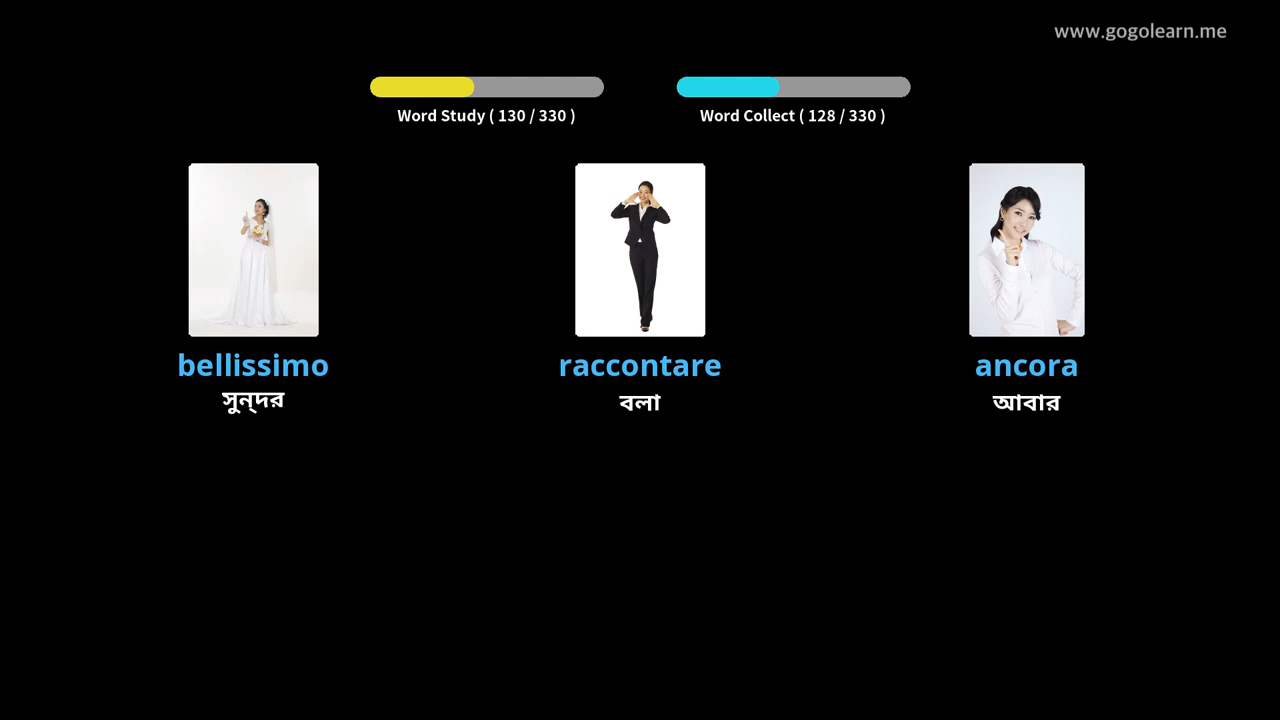 www.gogolearn.me
Word Study ( 130 / 330 )
Word Collect ( 128 / 330 )
bellissimo
raccontare
ancora
সুন্‌দর
বলা
আবার